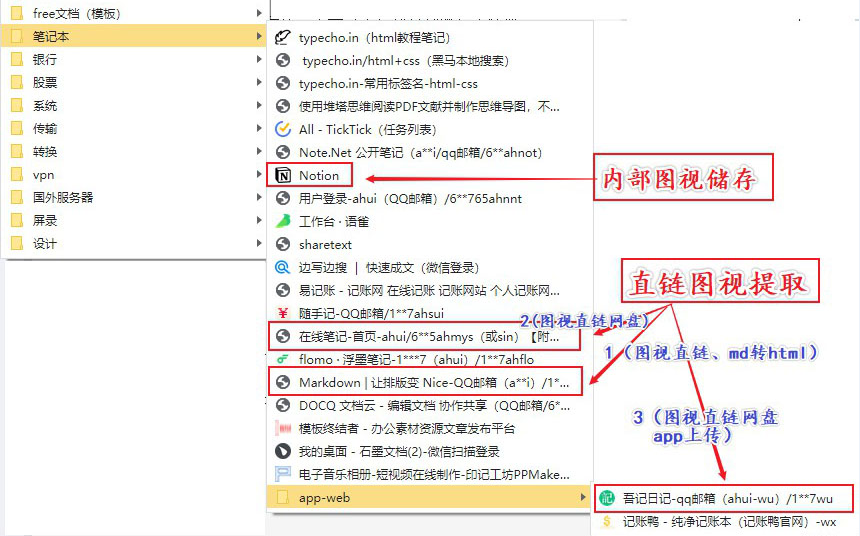 free文档（模板）
笔记本
银行
股票
系统
传输
转换
vpn
国外服务器
屏录
设计
typecho.in（html教程笔记）
typecho.in/html+css（黑马本地搜索）
typecho.in-常用标签名-html-css
使用堆塔思维阅读PDF文献并制作思维导图，不...
All - TickTick（任务列表）
Note.Net 公开笔记（a**i/qq邮箱/6**ahnot）
Notion
用户登录-ahui（QQ邮箱）/6**765ahnnt
工作台 · 语雀
sharetext
边写边搜 ｜ 快速成文（微信登录）
易记账 - 记账网 在线记账 记账网站 个人记账网...
随手记-QQ邮箱/1**7ahsui
在线笔记-首页-ahui/6**5ahmys（或sin）【附...
flomo · 浮墨笔记-1***7（ahui）/1**7ahflo
Markdown | 让排版变 Nice-QQ邮箱（a**i）/1*...
DOCQ 文档云 - 编辑文档 协作共享（QQ邮箱/6*...
模板终结者 - 办公素材资源文章发布平台
我的桌面 - 石墨文档(2)-微信扫描登录
电子音乐相册-短视频在线制作-印记工坊PPMake...
app-web
吾记日记-qq邮箱（ahui-wu）/1**7wu
记账鸭 - 纯净记账本（记账鸭官网）-wx
内部图视储存
直链图视提取
2(图视直链网盘)
1（图视直链、md转html）
3（图视直链网盘
app上传）